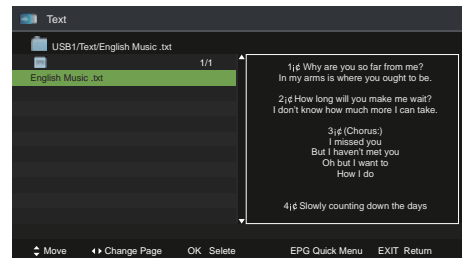 Text
USB1/Text/English Music .txt
1/1
English Music .txt
1¡¢ Why are you so far from me?
In my arms is where you ought to be.
2¡¢ How long will you make me wait?
I don't know how much more I can take.
3¡¢ (Chorus:)
I missed you
But I haven't met you
Oh but I want to
How I do
4¡¢ Slowly counting down the days
Move Change Page OK Selete EPG Quick Menu EXIT Return